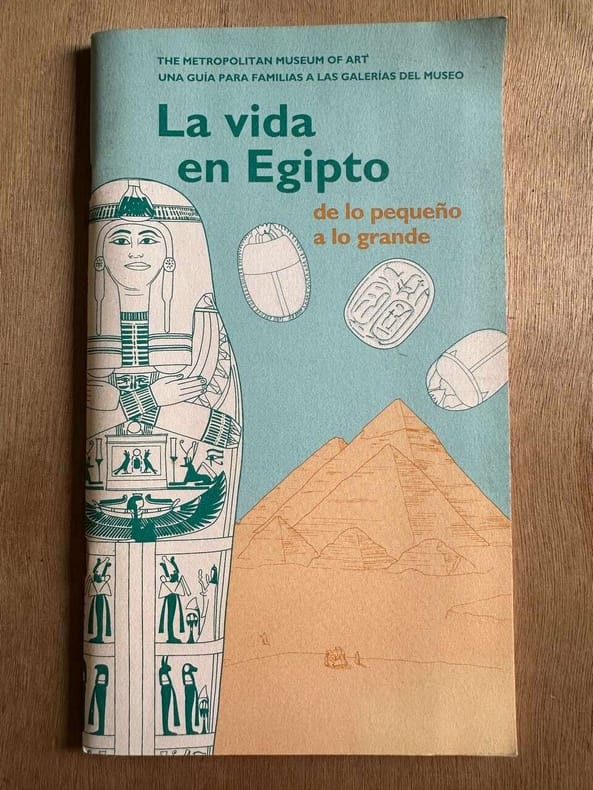 THE METROPOLITAN MUSEUM OF ART
UNA GUÍA PARA FAMILIAS A LAS GALERÍAS DEL MUSEO
La vida
en Egipto
de lo pequeño
a lo grande